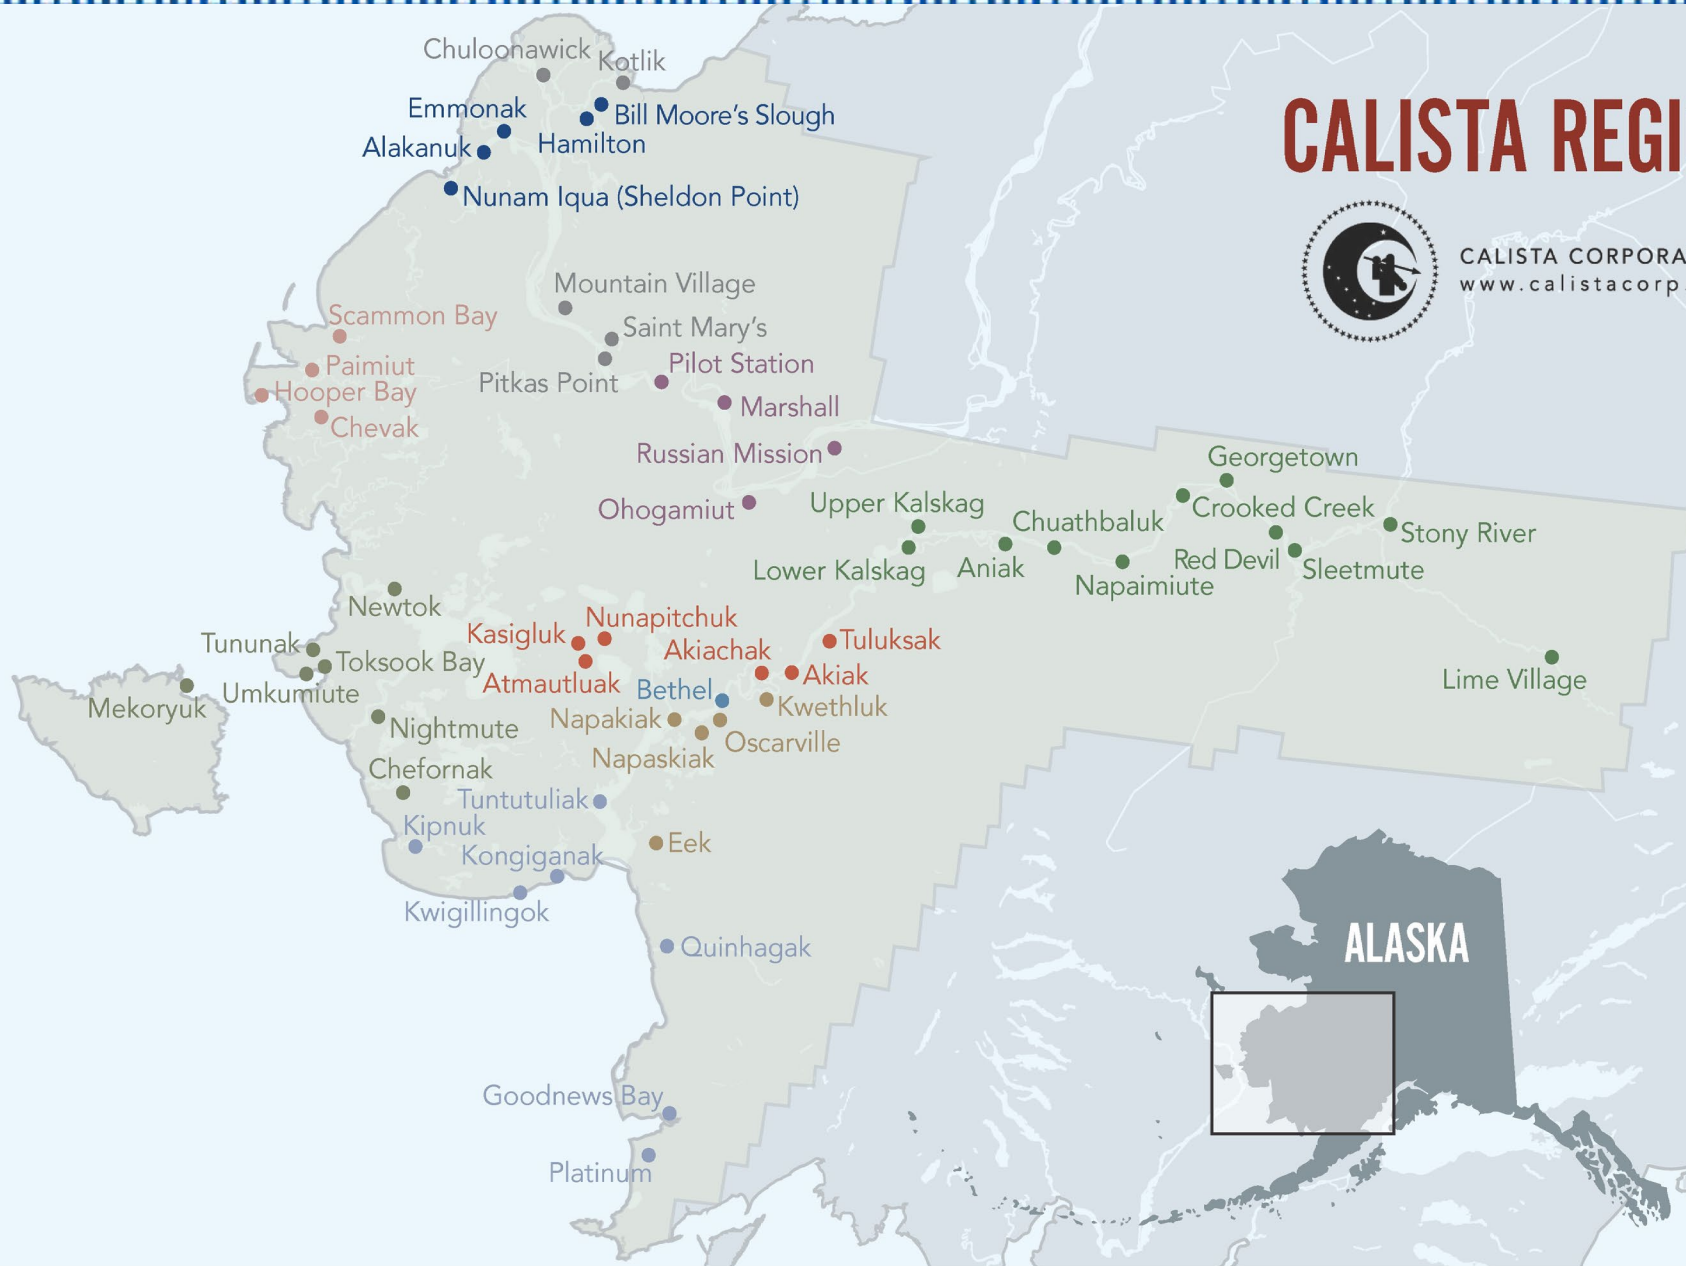 Chuloonawick
Kotlik
Emmonak
Bill Moore's Slough
Alakanuk
Hamilton
Nunam Iqua (Sheldon Point)
CALISTA REGI
CALISTA CORPORA
www.calistacorp.
Mountain Village
Scammon Bay
Saint Mary's
Paimiut
Pilot Station
Hooper Bay
Pitkas Point
Chevak
Marshall
Russian Mission
Georgetown
Ohogamiut
Upper Kalskag
Crooked Creek
Chuathbaluk
Stony River
Lower Kalskag
Aniak
Red Devil
Sleetmute
Napaimiute
Newtok
Nunapitchuk
Kasigluk
Tununak
Akiachak
Tuluksak
Toksook Bay
Atmautluak
Akiak
Lime Village
Umkumiute
Bethel
Mekoryuk
Kwethluk
Napakiak
Nightmute
Oscarville
Napaskiak
Chefornak
Tuntutuliak
Kipnuk
Eek
Kongiganak
Kwigillingok
Quinhagak
ALASKA
Goodnews Bay
Platinum